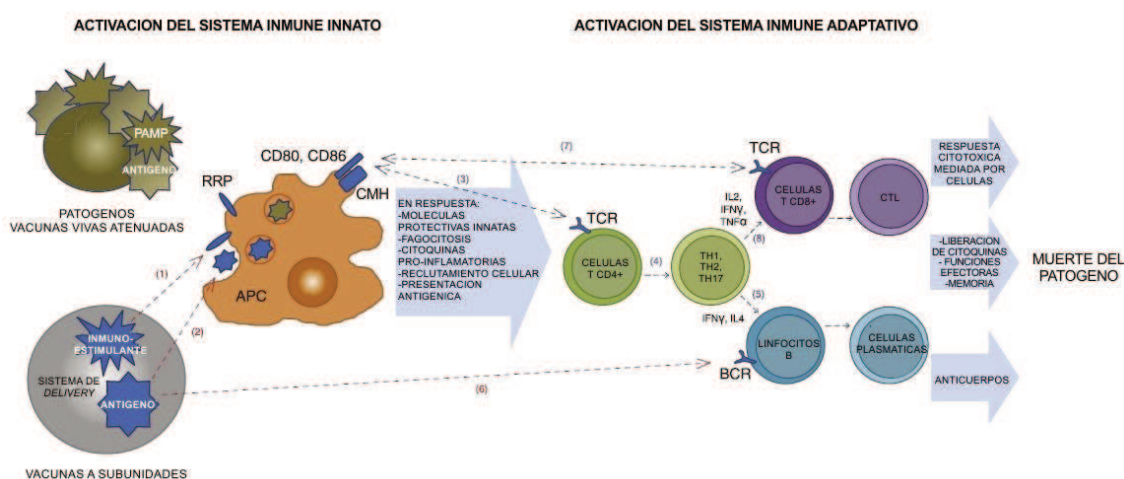 ACTIVACION DEL SISTEMA INMUNE INNATO
ACTIVACION DEL SISTEMA INMUNE ADAPTATIVO
PAMP
ANTIGENO
PATOGENOS
VACUNAS VIVAS ATENUADAS
RRP
CD80, CD86
CMH
APC
(1)
(2)
(3)
(7)
INMUNO-
ESTIMULANTE
SISTEMA DE
DELIVERY
ANTIGENO
VACUNAS A SUBUNIDADES
EN RESPUESTA:
-MOLECULAS
PROTECTIVAS INNATAS
-FAGOCITOSIS
-CITOQUINAS
PRO-INFLAMATORIAS
-RECLUTAMIENTO CELULAR
-PRESENTACION
ANTIGÉNICA
TCR
CELULAS
T CD4+
(4)
TH1,
TH2,
TH17
IL2,
IFNγ,
TNFα
(8)
(5)
IFNγ, IL4
(6)
TCR
CELULAS
T CD8+
CTL
BCR
LINFOCITOS
B
CELULAS
PLASMATICAS
RESPUESTA
CITOTOXICA
MEDIADA POR
CELULAS
-LIBERACION
DE CITOQUINAS
- FUNCIONES
EFECTORAS
-MEMORIA
ANTICUERPOS
MUERTE DEL
PATOGENO